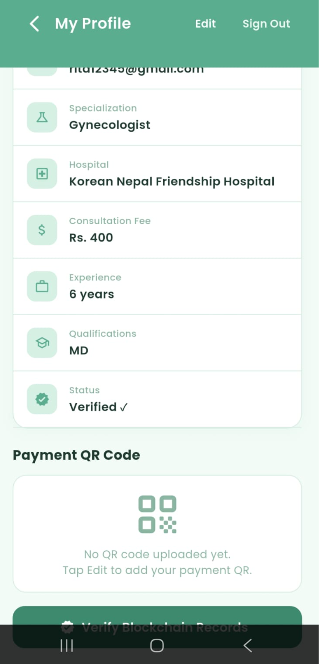 My Profile
Edit
Sign Out
rita12345@gmail.com
Specialization
Gynecologist
Hospital
Korean Nepal Friendship Hospital
Consultation Fee
Rs. 400
Experience
6 years
Qualifications
MD
Status
Verified ✓
Payment QR Code
No QR code uploaded yet.
Tap Edit to add your payment QR.
Verify Blockchain Records